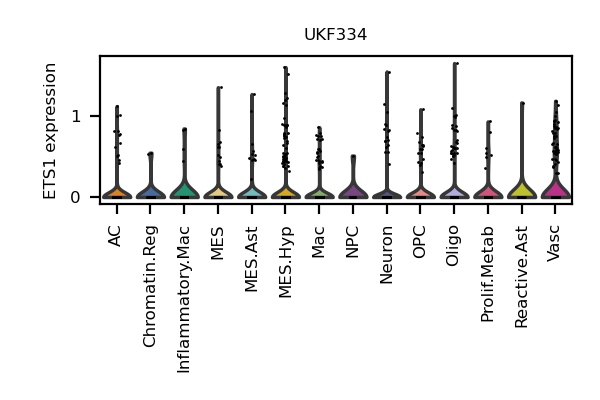 UKF334
ETS1 expression
1
0
AC
Chromatin.Reg
Inflammatory.Mac
MES
MES.Ast
MES.Hyp
Mac
NPC
Neuron
OPC
Oligo
Prolif.Metab
Reactive.Ast
Vasc